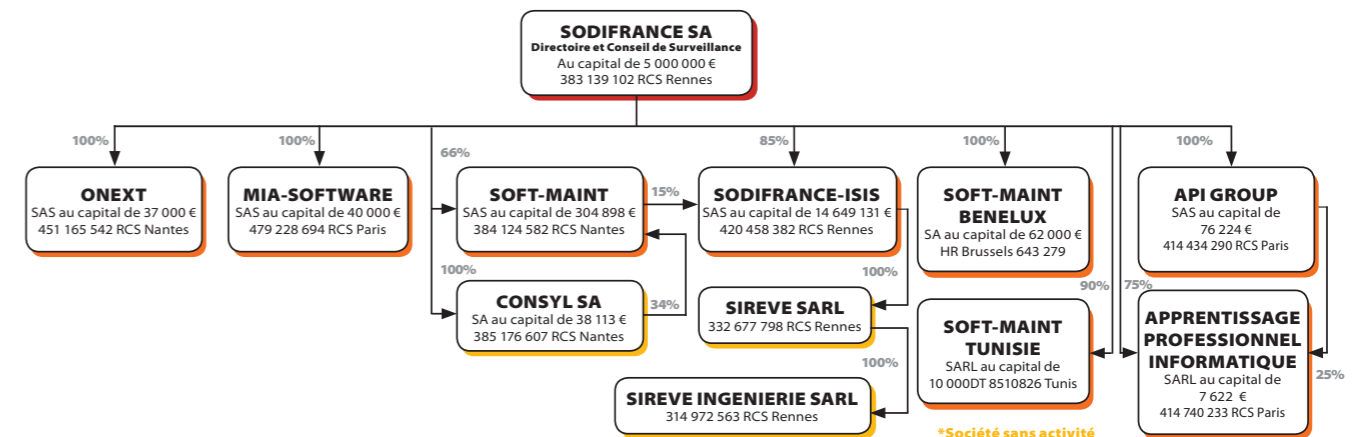 SODIFRANCE SA
Directoire et Conseil de Surveillance
Au capital de 5 000 000 €
383 139 102 RCS Rennes
100%
100%
66%
85%
100%
100%
ONEXT
SAS au capital de 37 000 €
451 165 542 RCS Nantes
MIA-SOFTWARE
SAS au capital de 40 000 €
479 228 694 RCS Paris
SOFT-MAINT
SAS au capital de 304 898 €
384 124 582 RCS Nantes
15%
SODIFRANCE-ISIS
SAS au capital de 14 649 131 €
420 458 382 RCS Rennes
SOFT-MAINT
BENELUX
SA au capital de 62 000 €
HR Brussels 643 279
API GROUP
SAS au capital de
76 224 €
414 434 290 RCS Paris
100%
CONSYL SA
SA au capital de 38 113 €
385 176 607 RCS Nantes
34%
100%
SIREVE SARL
332 677 798 RCS Rennes
100%
SIREVE INGENIERIE SARL
314 972 563 RCS Rennes
90%
SOFT-MAINT
TUNISIE
SARL au capital de
10 000DT 8510826 Tunis
75%
APPRENTISSAGE
PROFESSIONNEL
INFORMATIQUE
SARL au capital de
7 622 €
414 740 233 RCS Paris
25%
*Société sans activité